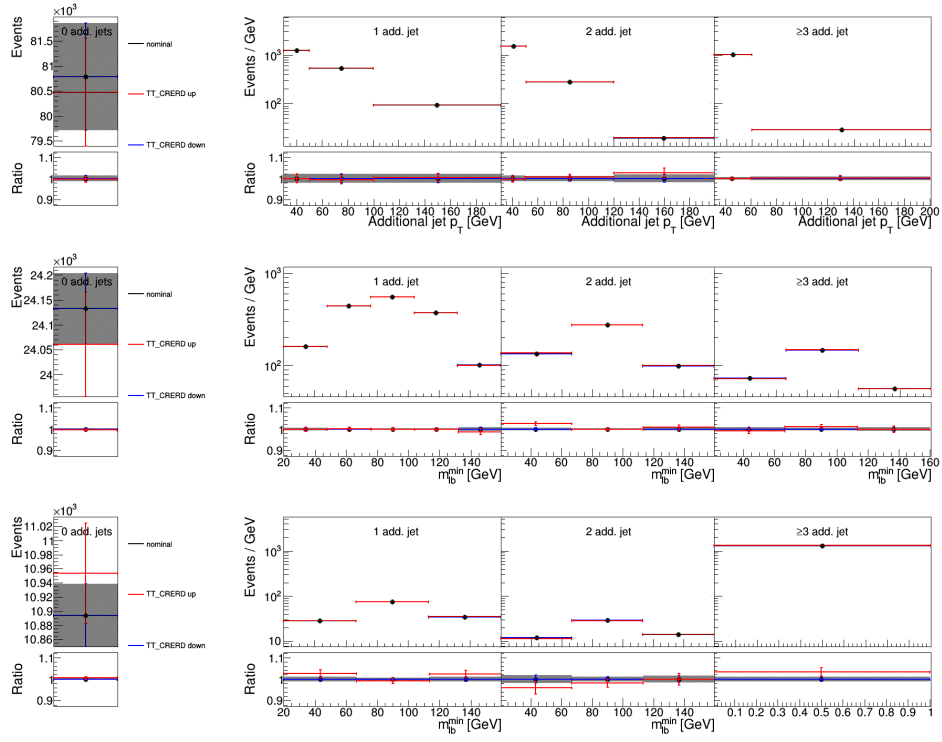 ×10³
Events
81.5
81
80.5
80
79.5
0 add. jets
nominal
TT_CRERD up
TT_CRERD down
Ratio
1.1
1
0.9
Events / GeV
10³
10²
1 add. jet
2 add. jet
≥3 add. jet
Ratio
1.1
1
0.9
40 60 80 100 120 140 160 180
40 60 80 100 120 140 160 180
40 60 80 100 120 140 160 180 200
Additional jet p_T [GeV]
Additional jet p_T [GeV]
Additional jet p_T [GeV]
×10³
Events
24.2
24.15
24.1
24.05
24
0 add. jets
nominal
TT_CRERD up
TT_CRERD down
Ratio
1.1
1
0.9
Events / GeV
10³
10²
1 add. jet
2 add. jet
≥3 add. jet
Ratio
1.1
1
0.9
20 40 60 80 100 120 140
40 60 80 100 120 140
40 60 80 100 120 140 160
m_lb^min [GeV]
m_lb^min [GeV]
m_lb^min [GeV]
×10³
Events
11.02
11
10.98
10.96
10.94
10.92
10.9
10.88
10.86
0 add. jets
nominal
TT_CRERD up
TT_CRERD down
Ratio
1.1
1
0.9
Events / GeV
10³
10²
10
1 add. jet
2 add. jet
≥3 add. jet
Ratio
1.1
1
0.9
20 40 60 80 100 120 140
40 60 80 100 120 140
0.1 0.2 0.3 0.4 0.5 0.6 0.7 0.8 0.9 1
m_lb^min [GeV]
m_lb^min [GeV]